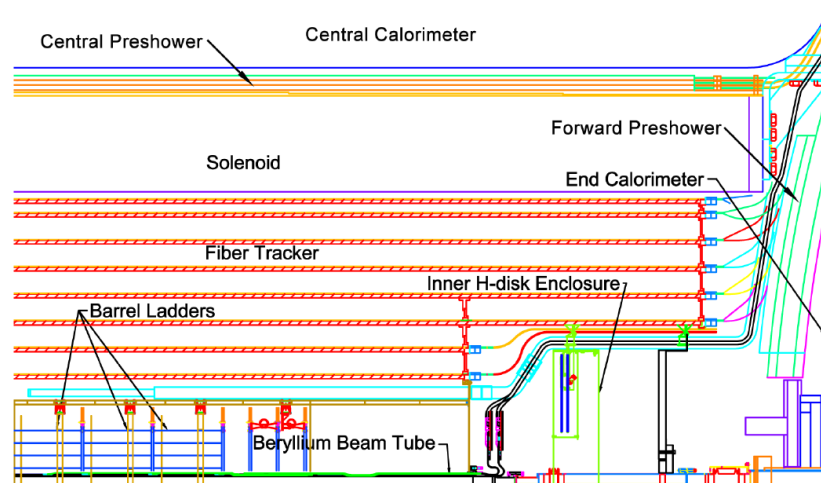 Central Calorimeter
Central Preshower
Forward Preshower
Solenoid
End Calorimeter
Fiber Tracker
Inner H-disk Enclosure
Barrel Ladders
Beryllium Beam Tube